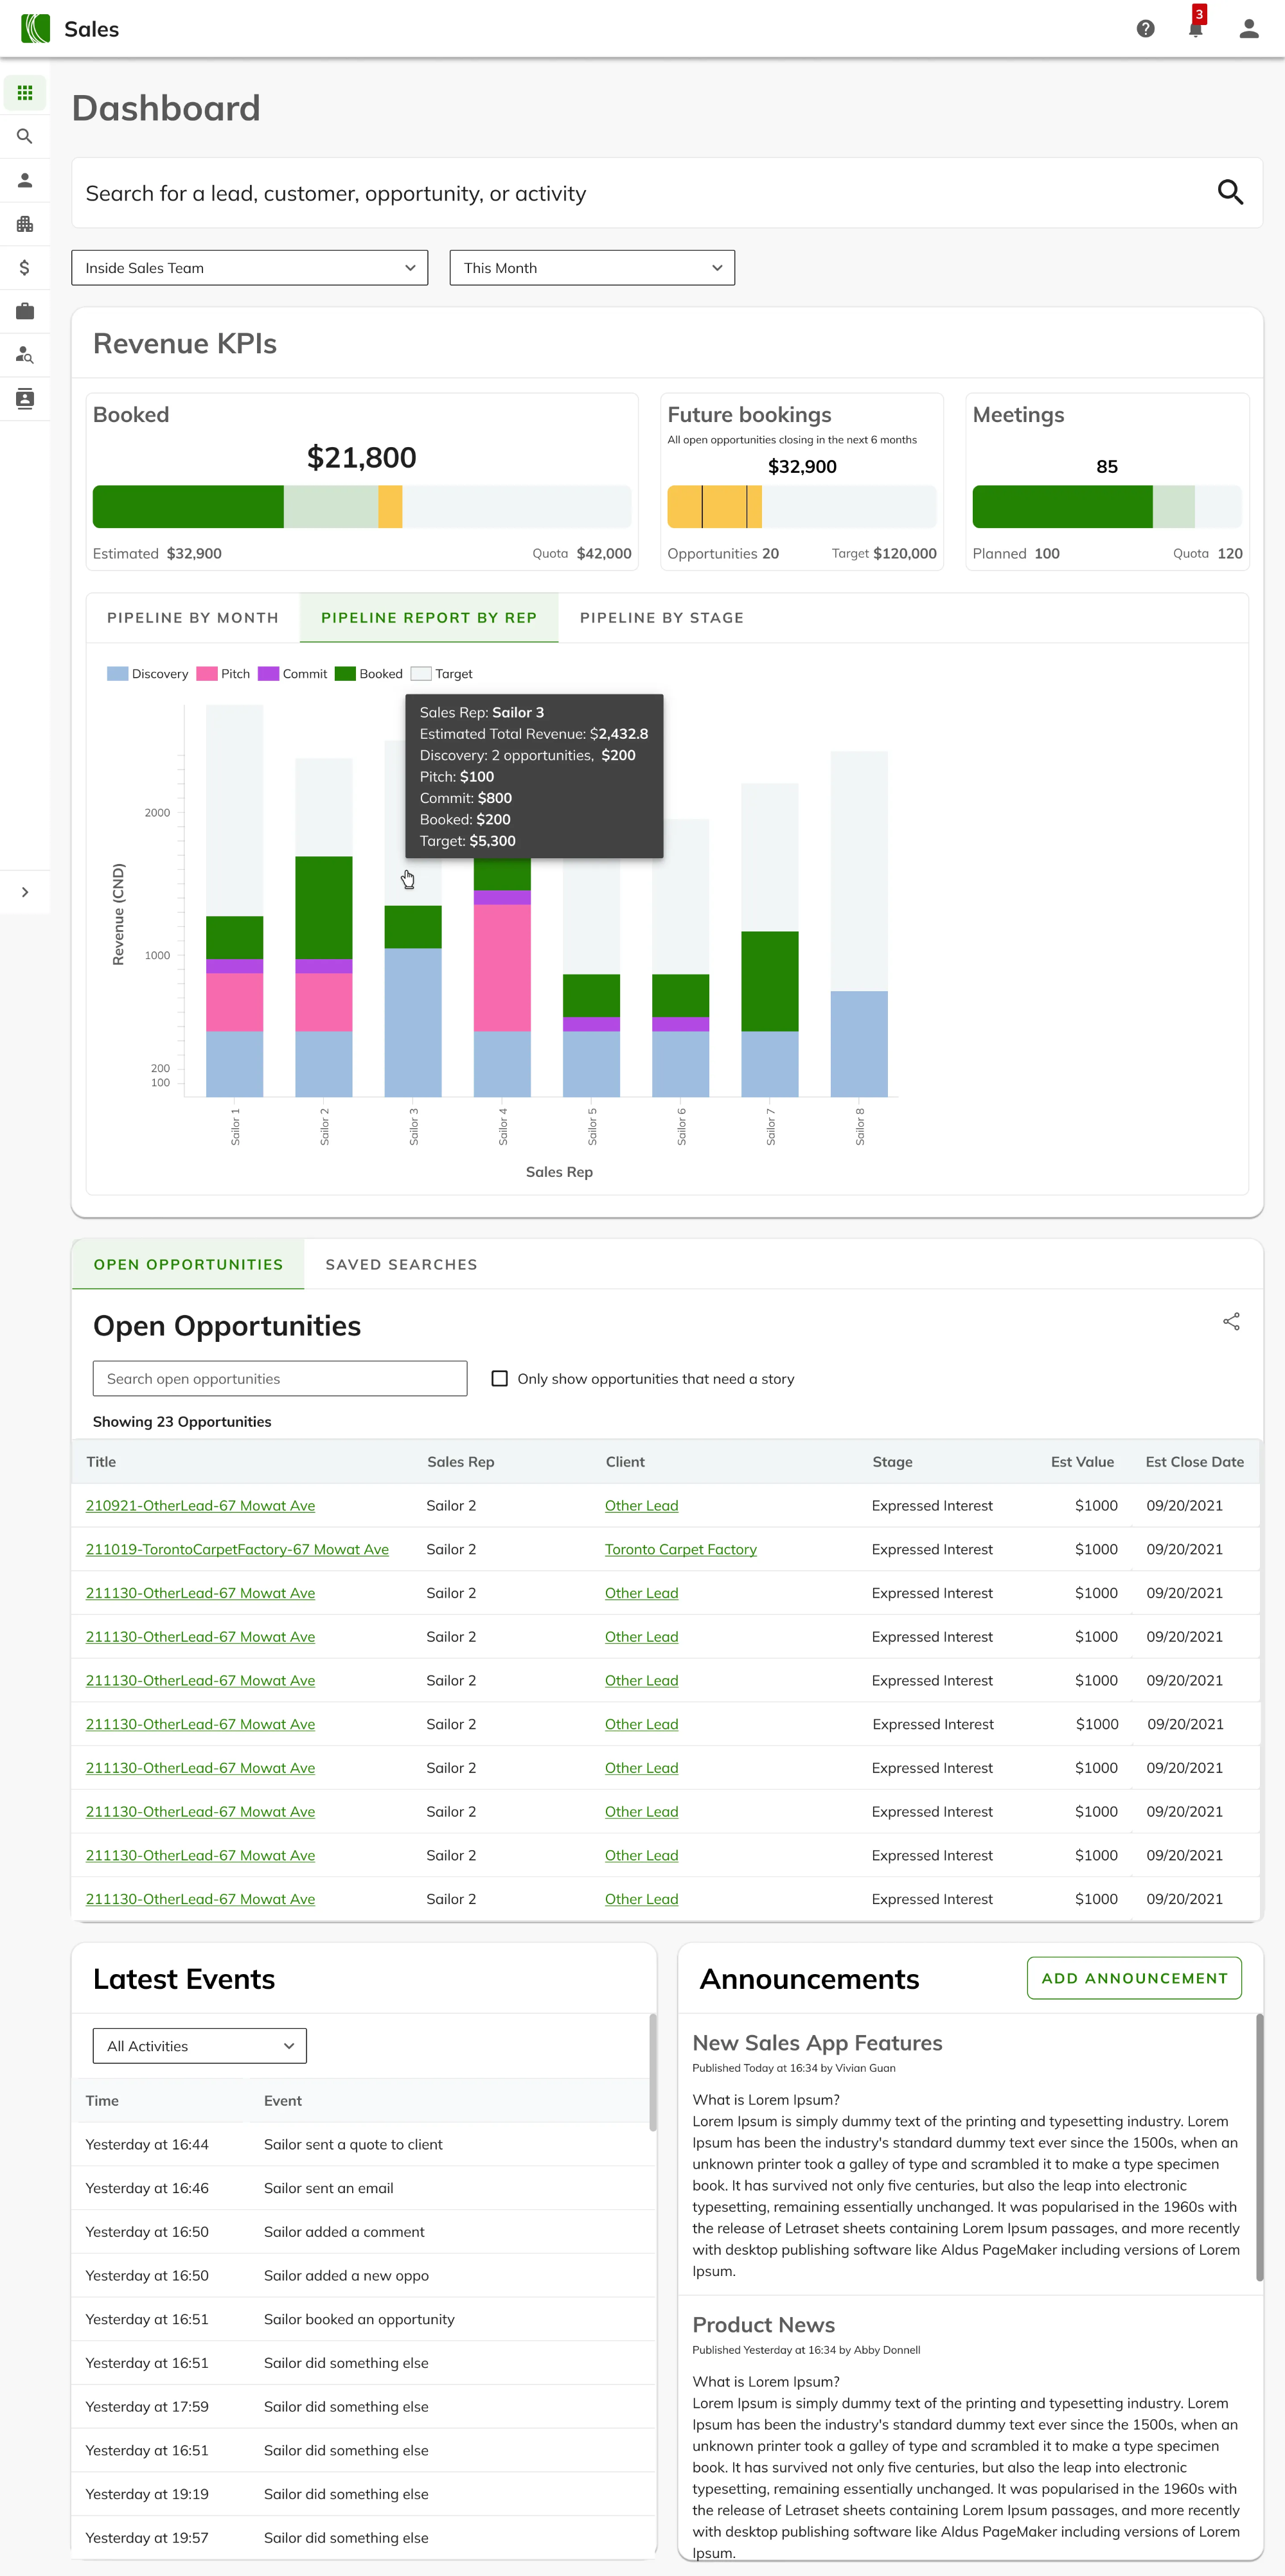 Sales
3
Dashboard
Search for a lead, customer, opportunity, or activity
Inside Sales Team
This Month
$
Revenue KPIs
Booked
$21,800
Estimated $32,900
Quota $42,000
Future bookings
All open opportunities closing in the next 6 months
$32,900
Opportunities 20
Target $120,000
Meetings
85
Planned 100
Quota 120
PIPELINE BY MONTH
PIPELINE REPORT BY REP
PIPELINE BY STAGE
Discovery
Pitch
Commit
Booked
Target
Sales Rep: Sailor 3
Estimated Total Revenue: $2,432.8
Discovery: 2 opportunities, $200
Pitch: $100
Commit: $800
Booked: $200
Target: $5,300
Revenue (CND)
2000
1000
200
100
Sailor 1
Sailor 2
Sailor 3
Sailor 4
Sailor 5
Sailor 6
Sailor 7
Sailor 8
Sales Rep
OPEN OPPORTUNITIES
SAVED SEARCHES
Open Opportunities
Search open opportunities
Only show opportunities that need a story
Showing 23 Opportunities
Title Sales Rep Client Stage Est Value Est Close Date
210921-OtherLead-67 Mowat Ave Sailor 2 Other Lead Expressed Interest $1000 09/20/2021
211019-TorontoCarpetFactory-67 Mowat Ave Sailor 2 Toronto Carpet Factory Expressed Interest $1000 09/20/2021
211130-OtherLead-67 Mowat Ave Sailor 2 Other Lead Expressed Interest $1000 09/20/2021
211130-OtherLead-67 Mowat Ave Sailor 2 Other Lead Expressed Interest $1000 09/20/2021
211130-OtherLead-67 Mowat Ave Sailor 2 Other Lead Expressed Interest $1000 09/20/2021
211130-OtherLead-67 Mowat Ave Sailor 2 Other Lead Expressed Interest $1000 09/20/2021
211130-OtherLead-67 Mowat Ave Sailor 2 Other Lead Expressed Interest $1000 09/20/2021
211130-OtherLead-67 Mowat Ave Sailor 2 Other Lead Expressed Interest $1000 09/20/2021
211130-OtherLead-67 Mowat Ave Sailor 2 Other Lead Expressed Interest $1000 09/20/2021
211130-OtherLead-67 Mowat Ave Sailor 2 Other Lead Expressed Interest $1000 09/20/2021
Latest Events
All Activities
Time Event
Yesterday at 16:44 Sailor sent a quote to client
Yesterday at 16:46 Sailor sent an email
Yesterday at 16:50 Sailor added a comment
Yesterday at 16:50 Sailor added a new oppo
Yesterday at 16:51 Sailor booked an opportunity
Yesterday at 16:51 Sailor did something else
Yesterday at 17:59 Sailor did something else
Yesterday at 16:51 Sailor did something else
Yesterday at 19:19 Sailor did something else
Yesterday at 19:57 Sailor did something else
Announcements
ADD ANNOUNCEMENT
New Sales App Features
Published Today at 16:34 by Vivian Guan
What is Lorem Ipsum?
Lorem Ipsum is simply dummy text of the printing and typesetting industry. Lorem
Ipsum has been the industry's standard dummy text ever since the 1500s, when an
unknown printer took a galley of type and scrambled it to make a type specimen
book. It has survived not only five centuries, but also the leap into electronic
typesetting, remaining essentially unchanged. It was popularised in the 1960s with
the release of Letraset sheets containing Lorem Ipsum passages, and more recently
with desktop publishing software like Aldus PageMaker including versions of Lorem
Ipsum.
Product News
Published Yesterday at 16:34 by Abby Donnell
What is Lorem Ipsum?
Lorem Ipsum is simply dummy text of the printing and typesetting industry. Lorem
Ipsum has been the industry's standard dummy text ever since the 1500s, when an
unknown printer took a galley of type and scrambled it to make a type specimen
book. It has survived not only five centuries, but also the leap into electronic
typesetting, remaining essentially unchanged. It was popularised in the 1960s with
the release of Letraset sheets containing Lorem Ipsum passages, and more recently
with desktop publishing software like Aldus PageMaker including versions of Lorem
Ipsum.